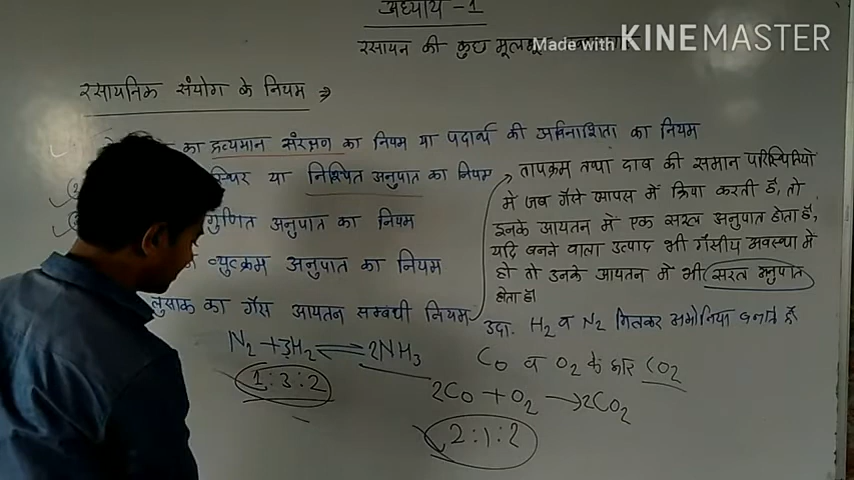 अध्याय -1
रसायन की कुछ मूलभूत
Made with KINEMASTER
रसायनिक संयोग के नियम →
का द्रव्यमान संरक्षण का नियम या पदार्थ की अविनाशिता का नियम
स्थिर या निश्चित अनुपात का नियम
गुणित अनुपात का नियम
व्युत्क्रम अनुपात का नियम
लुसाक का गैस आयतन सम्बंधी नियम
→ तापक्रम तथा दाब की समान परिस्थितियो
मे जब गैसे आपस में क्रिया करती है, तो
इनके आयतन में एक सरल अनुपात होता है,
यदि बनने वाला उत्पाद भी गैसीय अवस्था मे
हो तो उनके आयतन मे भी सरल अनुपात
होता है।
उदा. H₂ व N₂ मिलकर अमोनिया बनाते हैं
N₂ + 3H₂ ⇌ 2NH₃
1:3:2
CO व O₂ के CO₂
2CO + O₂ → 2CO₂
2:1:2